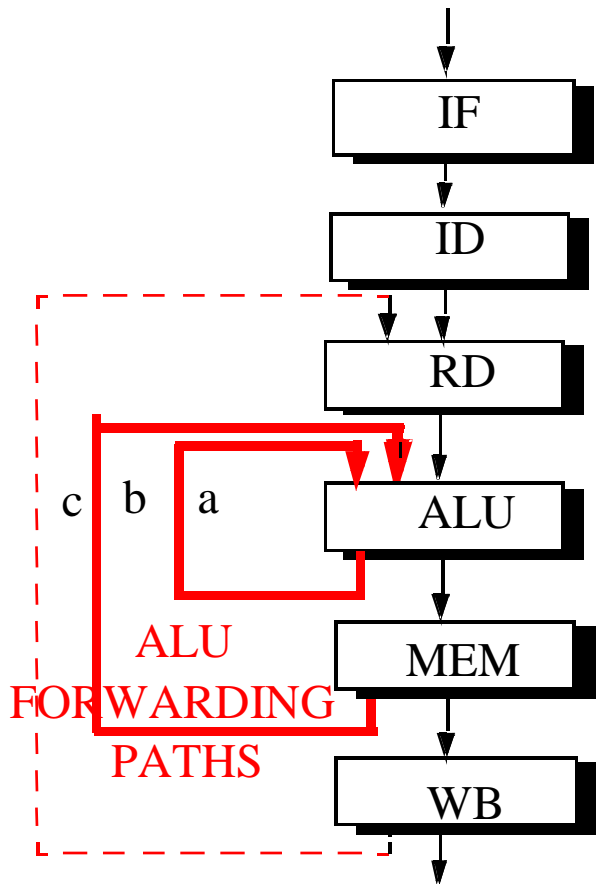 IF
ID
RD
c b a
ALU
ALU
MEM
FORWARDING
PATHS
WB